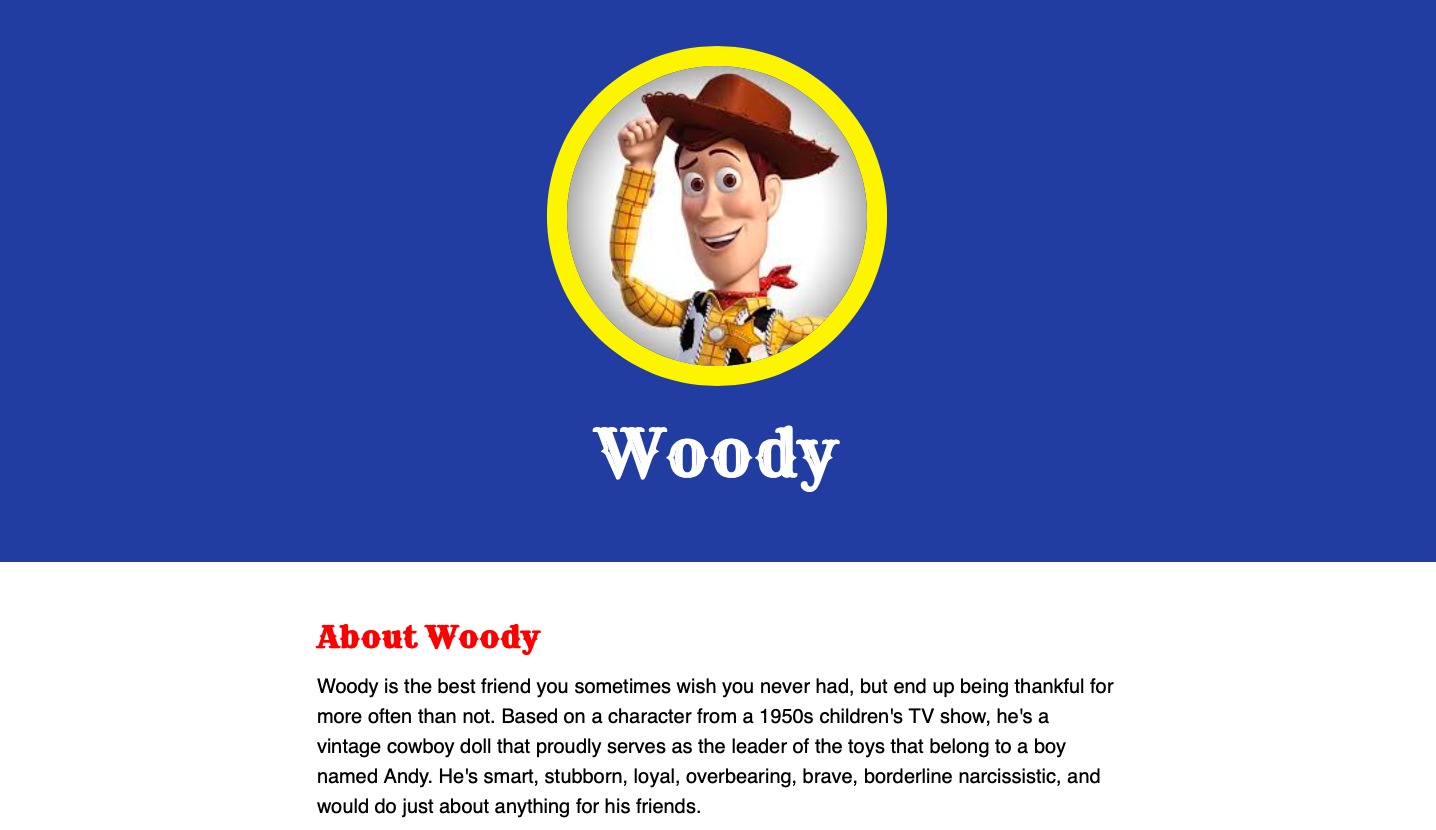 Woody
About Woody
Woody is the best friend you sometimes wish you never had, but end up being thankful for
more often than not. Based on a character from a 1950s children's TV show, he's a
vintage cowboy doll that proudly serves as the leader of the toys that belong to a boy
named Andy. He's smart, stubborn, loyal, overbearing, brave, borderline narcissistic, and
would do just about anything for his friends.